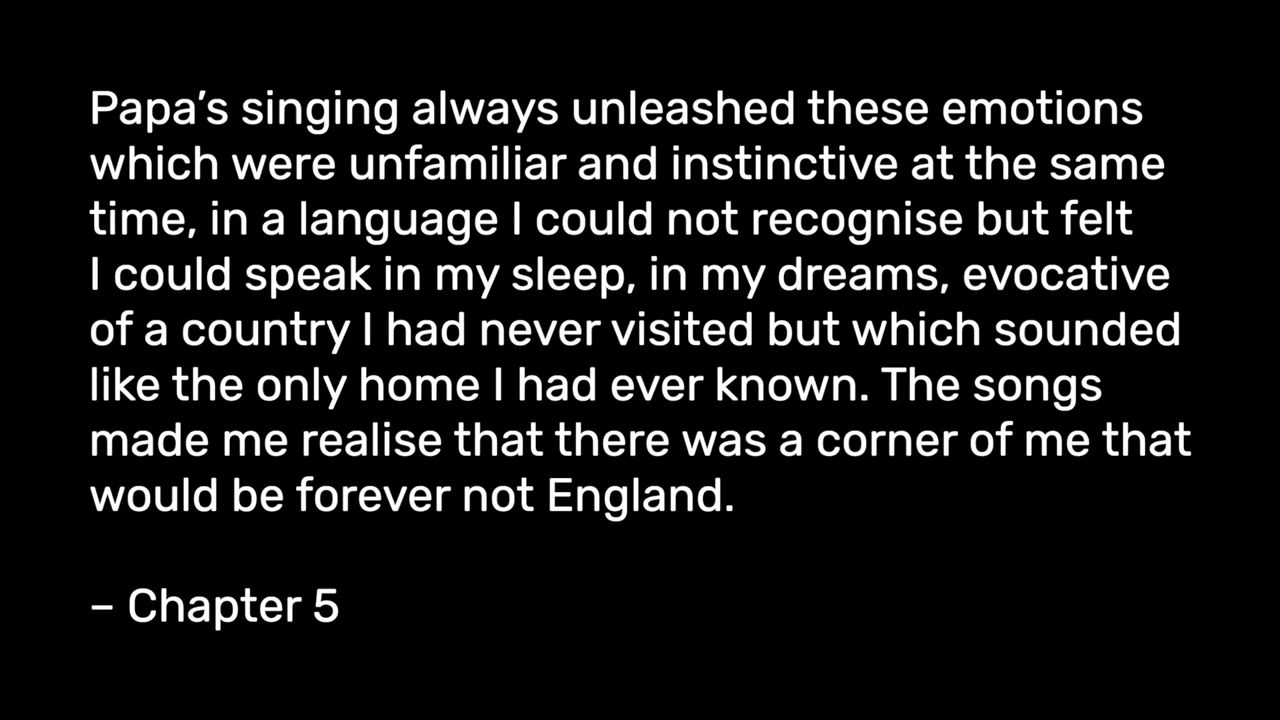 Papa’s singing always unleashed these emotions
which were unfamiliar and instinctive at the same
time, in a language I could not recognise but felt
I could speak in my sleep, in my dreams, evocative
of a country I had never visited but which sounded
like the only home I had ever known. The songs
made me realise that there was a corner of me that
would be forever not England.
– Chapter 5